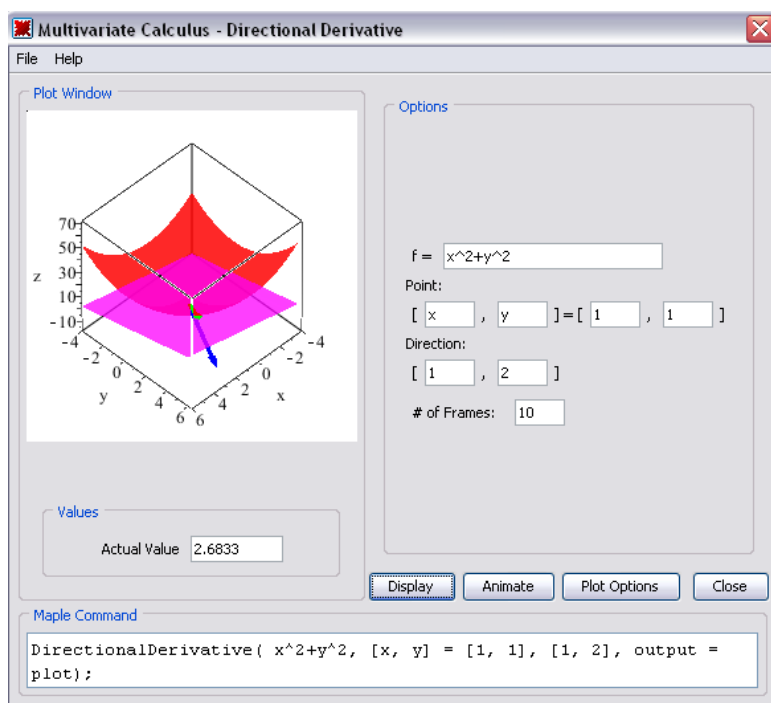 Multivariate Calculus - Directional Derivative
File Help
Plot Window
70
50
30
z
10
-10
-4 -4
-2 -2
0 0
2 2
y 4 4 x
6 6
Values
Actual Value 2.6833
Options
f = x^2+y^2
Point:
[ x , y ]=[ 1 , 1 ]
Direction:
[ 1 , 2 ]
# of Frames: 10
Display Animate Plot Options Close
Maple Command
DirectionalDerivative( x^2+y^2, [x, y] = [1, 1], [1, 2], output =
plot);